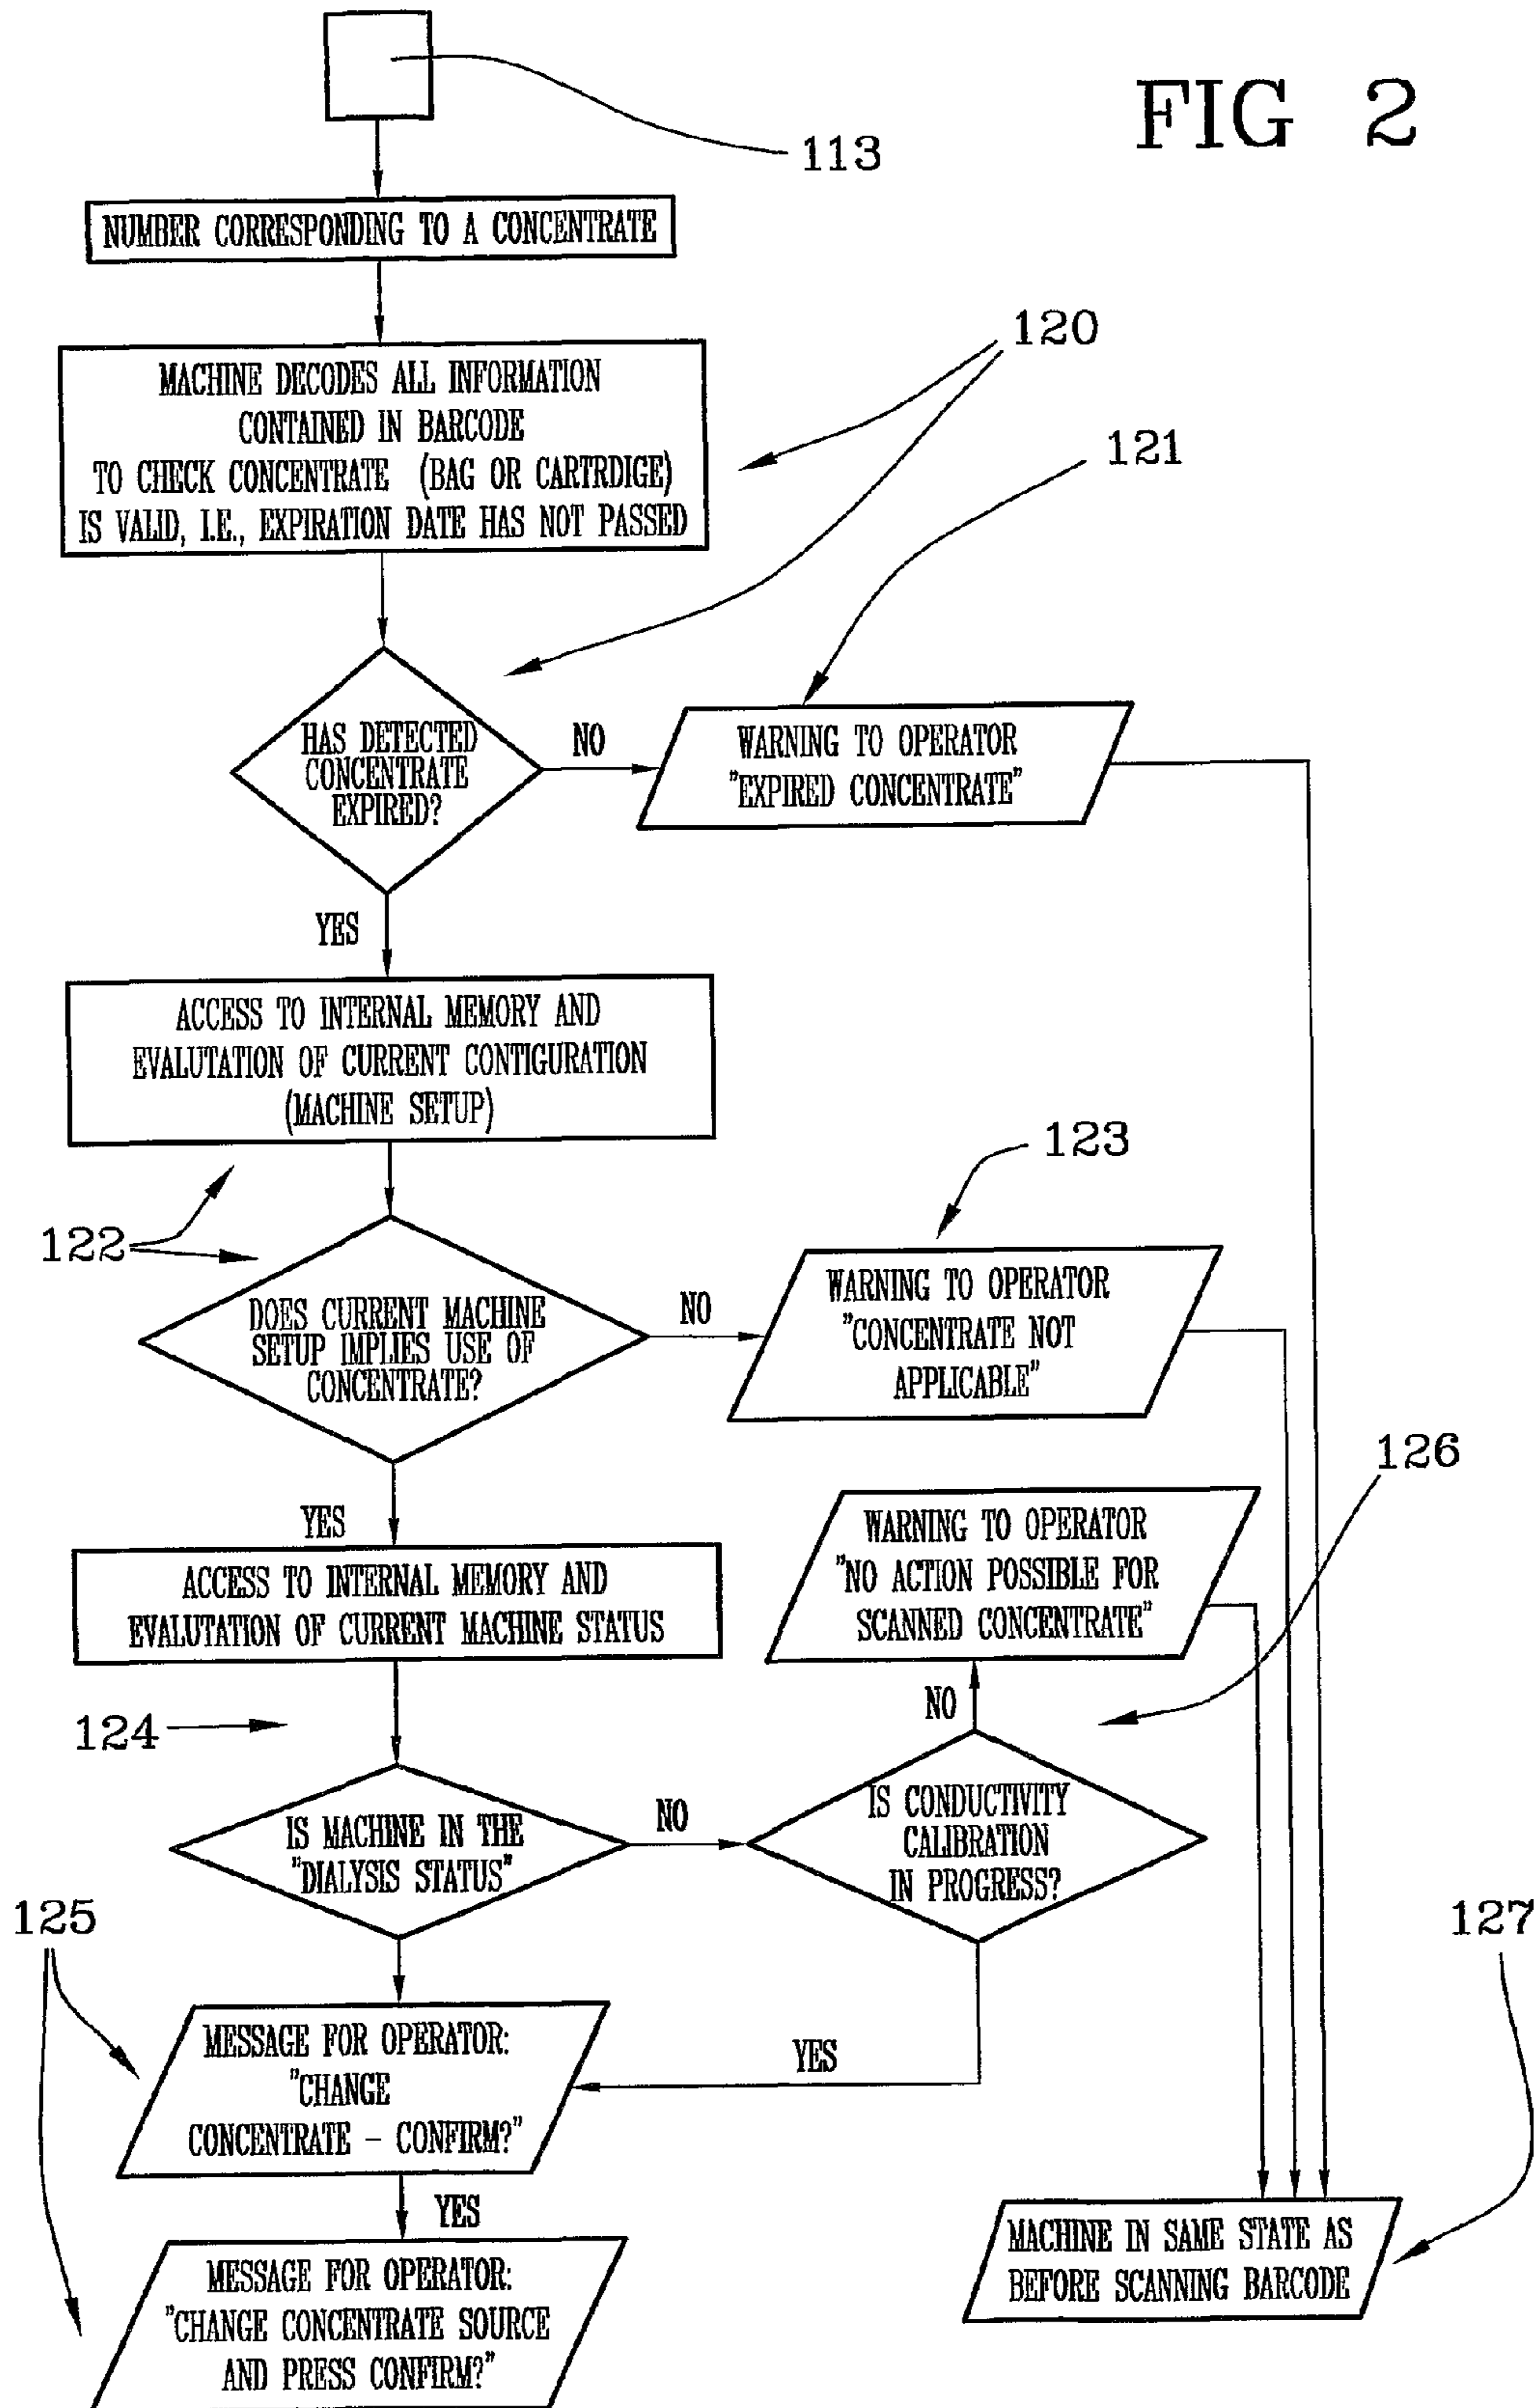 FIG 2
113
NUMBER CORRESPONDING TO A CONCENTRATE
120
MACHINE DECODES ALL INFORMATION
CONTAINED IN BARCODE
TO CHECK CONCENTRATE (BAG OR CARTRDIGE)
IS VALID, I.E., EXPIRATION DATE HAS NOT PASSED
121
HAS DETECTED
CONCENTRATE
EXPIRED?
NO
WARNING TO OPERATOR
"EXPIRED CONCENTRATE"
YES
ACCESS TO INTERNAL MEMORY AND
EVALUTATION OF CURRENT CONTIGURATION
(MACHINE SETUP)
123
122
DOES CURRENT MACHINE
SETUP IMPLIES USE OF
CONCENTRATE?
NO
WARNING TO OPERATOR
"CONCENTRATE NOT
APPLICABLE"
126
YES
ACCESS TO INTERNAL MEMORY AND
EVALUTATION OF CURRENT MACHINE STATUS
WARNING TO OPERATOR
"NO ACTION POSSIBLE FOR
SCANNED CONCENTRATE"
NO
124
IS MACHINE IN THE
"DIALYSIS STATUS"
NO
IS CONDUCTIVITY
CALIBRATION
IN PROGRESS?
125
127
MESSAGE FOR OPERATOR:
"CHANGE
CONCENTRATE - CONFIRM?"
YES
YES
MESSAGE FOR OPERATOR:
"CHANGE CONCENTRATE SOURCE
AND PRESS CONFIRM?"
MACHINE IN SAME STATE AS
BEFORE SCANNING BARCODE